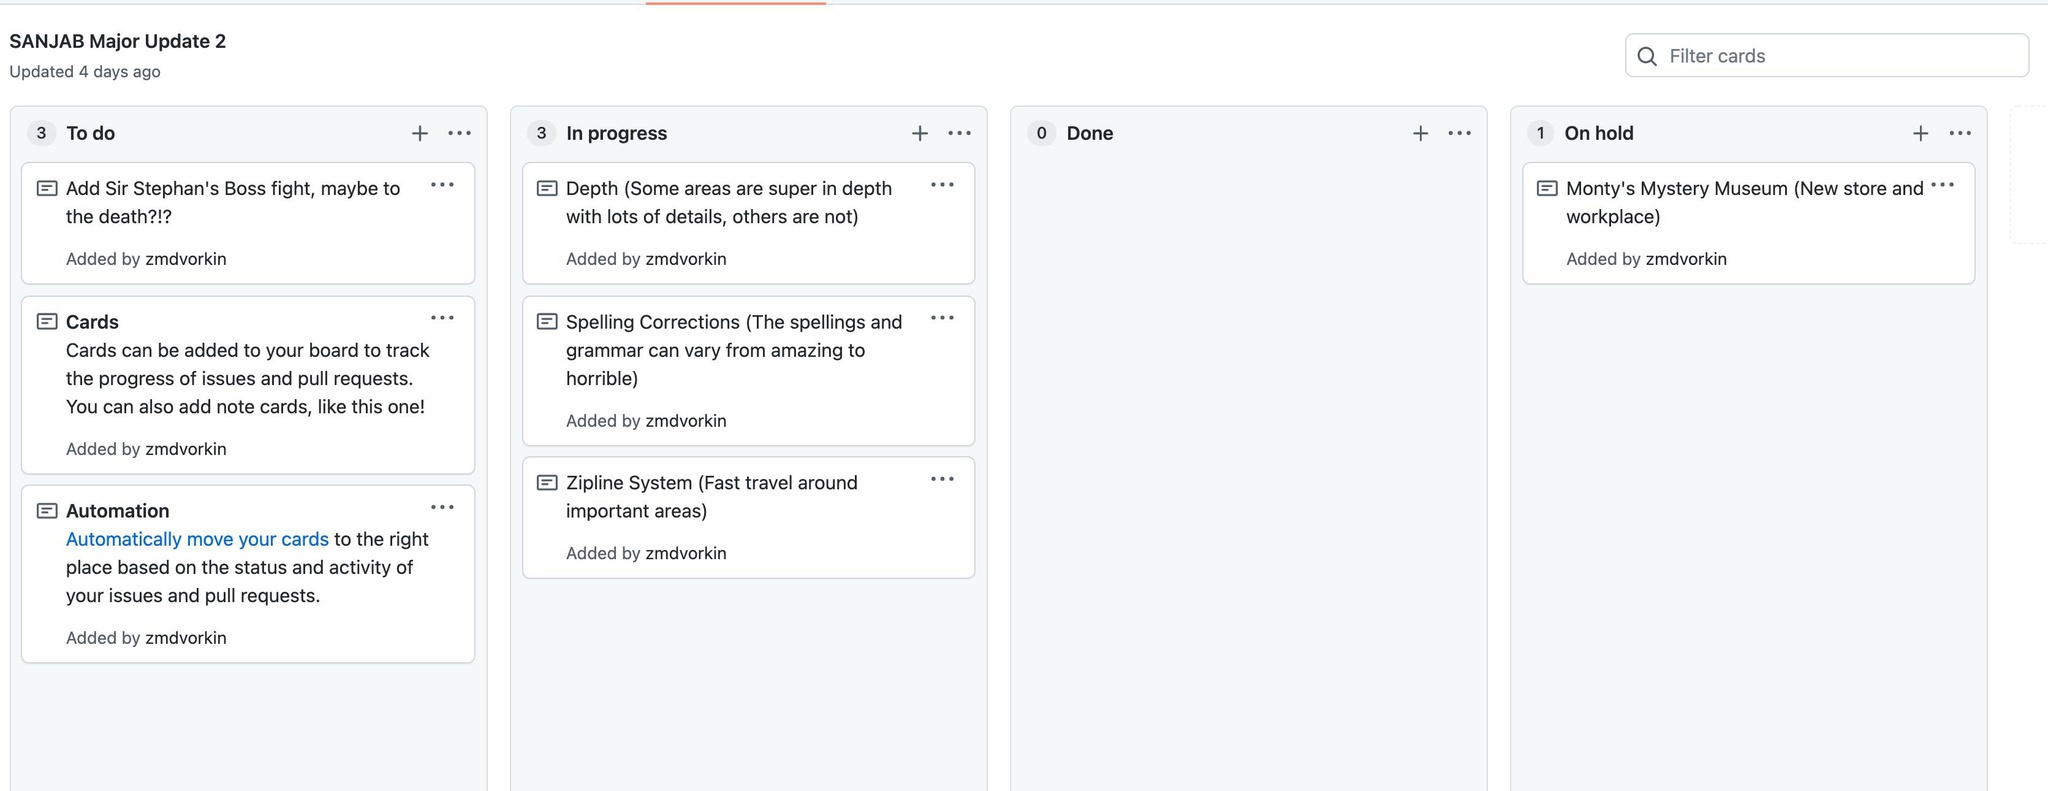 SANJAB Major Update 2
Updated 4 days ago
Filter cards
3 To do
Add Sir Stephan's Boss fight, maybe to
the death?!?
Added by zmdvorkin
Cards
Cards can be added to your board to track
the progress of issues and pull requests.
You can also add note cards, like this one!
Added by zmdvorkin
Automation
Automatically move your cards to the right
place based on the status and activity of
your issues and pull requests.
Added by zmdvorkin
3 In progress
Depth (Some areas are super in depth
with lots of details, others are not)
Added by zmdvorkin
Spelling Corrections (The spellings and
grammar can vary from amazing to
horrible)
Added by zmdvorkin
Zipline System (Fast travel around
important areas)
Added by zmdvorkin
0 Done
1 On hold
Monty's Mystery Museum (New store and
workplace)
Added by zmdvorkin